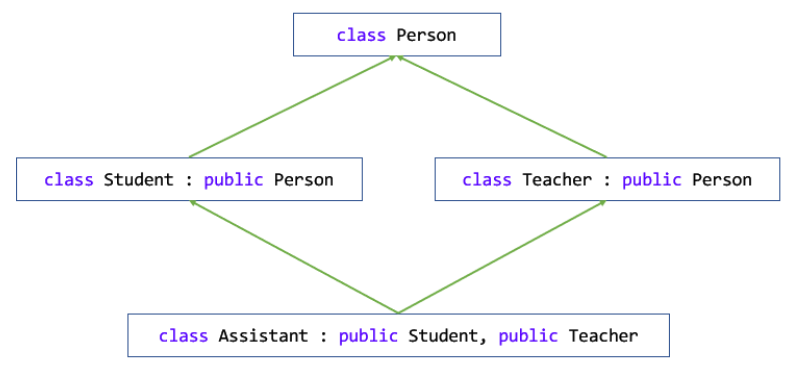 class Person
class Student : public Person
class Teacher : public Person
class Assistant : public Student, public Teacher